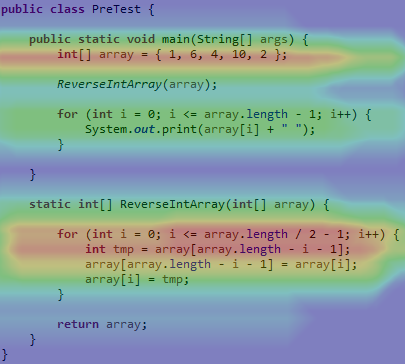 public class PreTest {
public static void main(String[] args) {
int[] array = { 1, 6, 4, 10, 2 };
ReverseIntArray(array);
for (int i = 0; i <= array.length - 1; i++) {
System.out.print(array[i] + " ");
}
}
static int[] ReverseIntArray(int[] array) {
for (int i = 0; i <= array.length / 2 - 1; i++) {
int tmp = array[array.length - i - 1];
array[array.length - i - 1] = array[i];
array[i] = tmp;
}
return array;
}
}